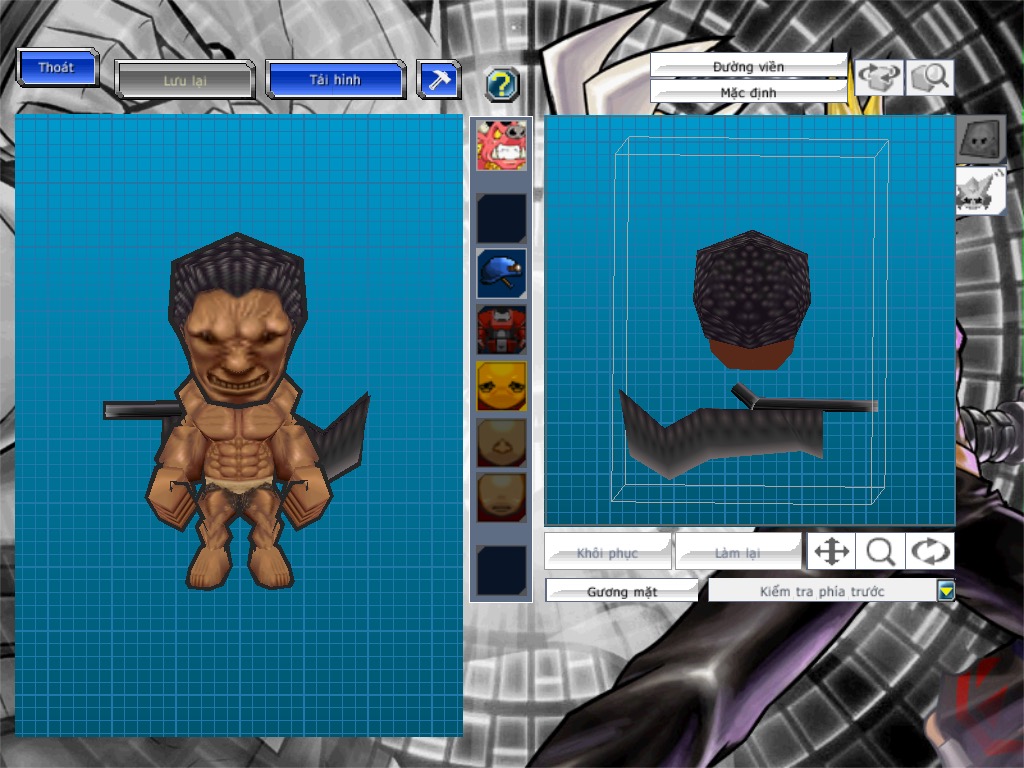 Thoát
Lưu lại
Tải hình
Đường viền
Mặc định
Khôi phục
Làm lại
Gương mặt
Kiểm tra phía trước